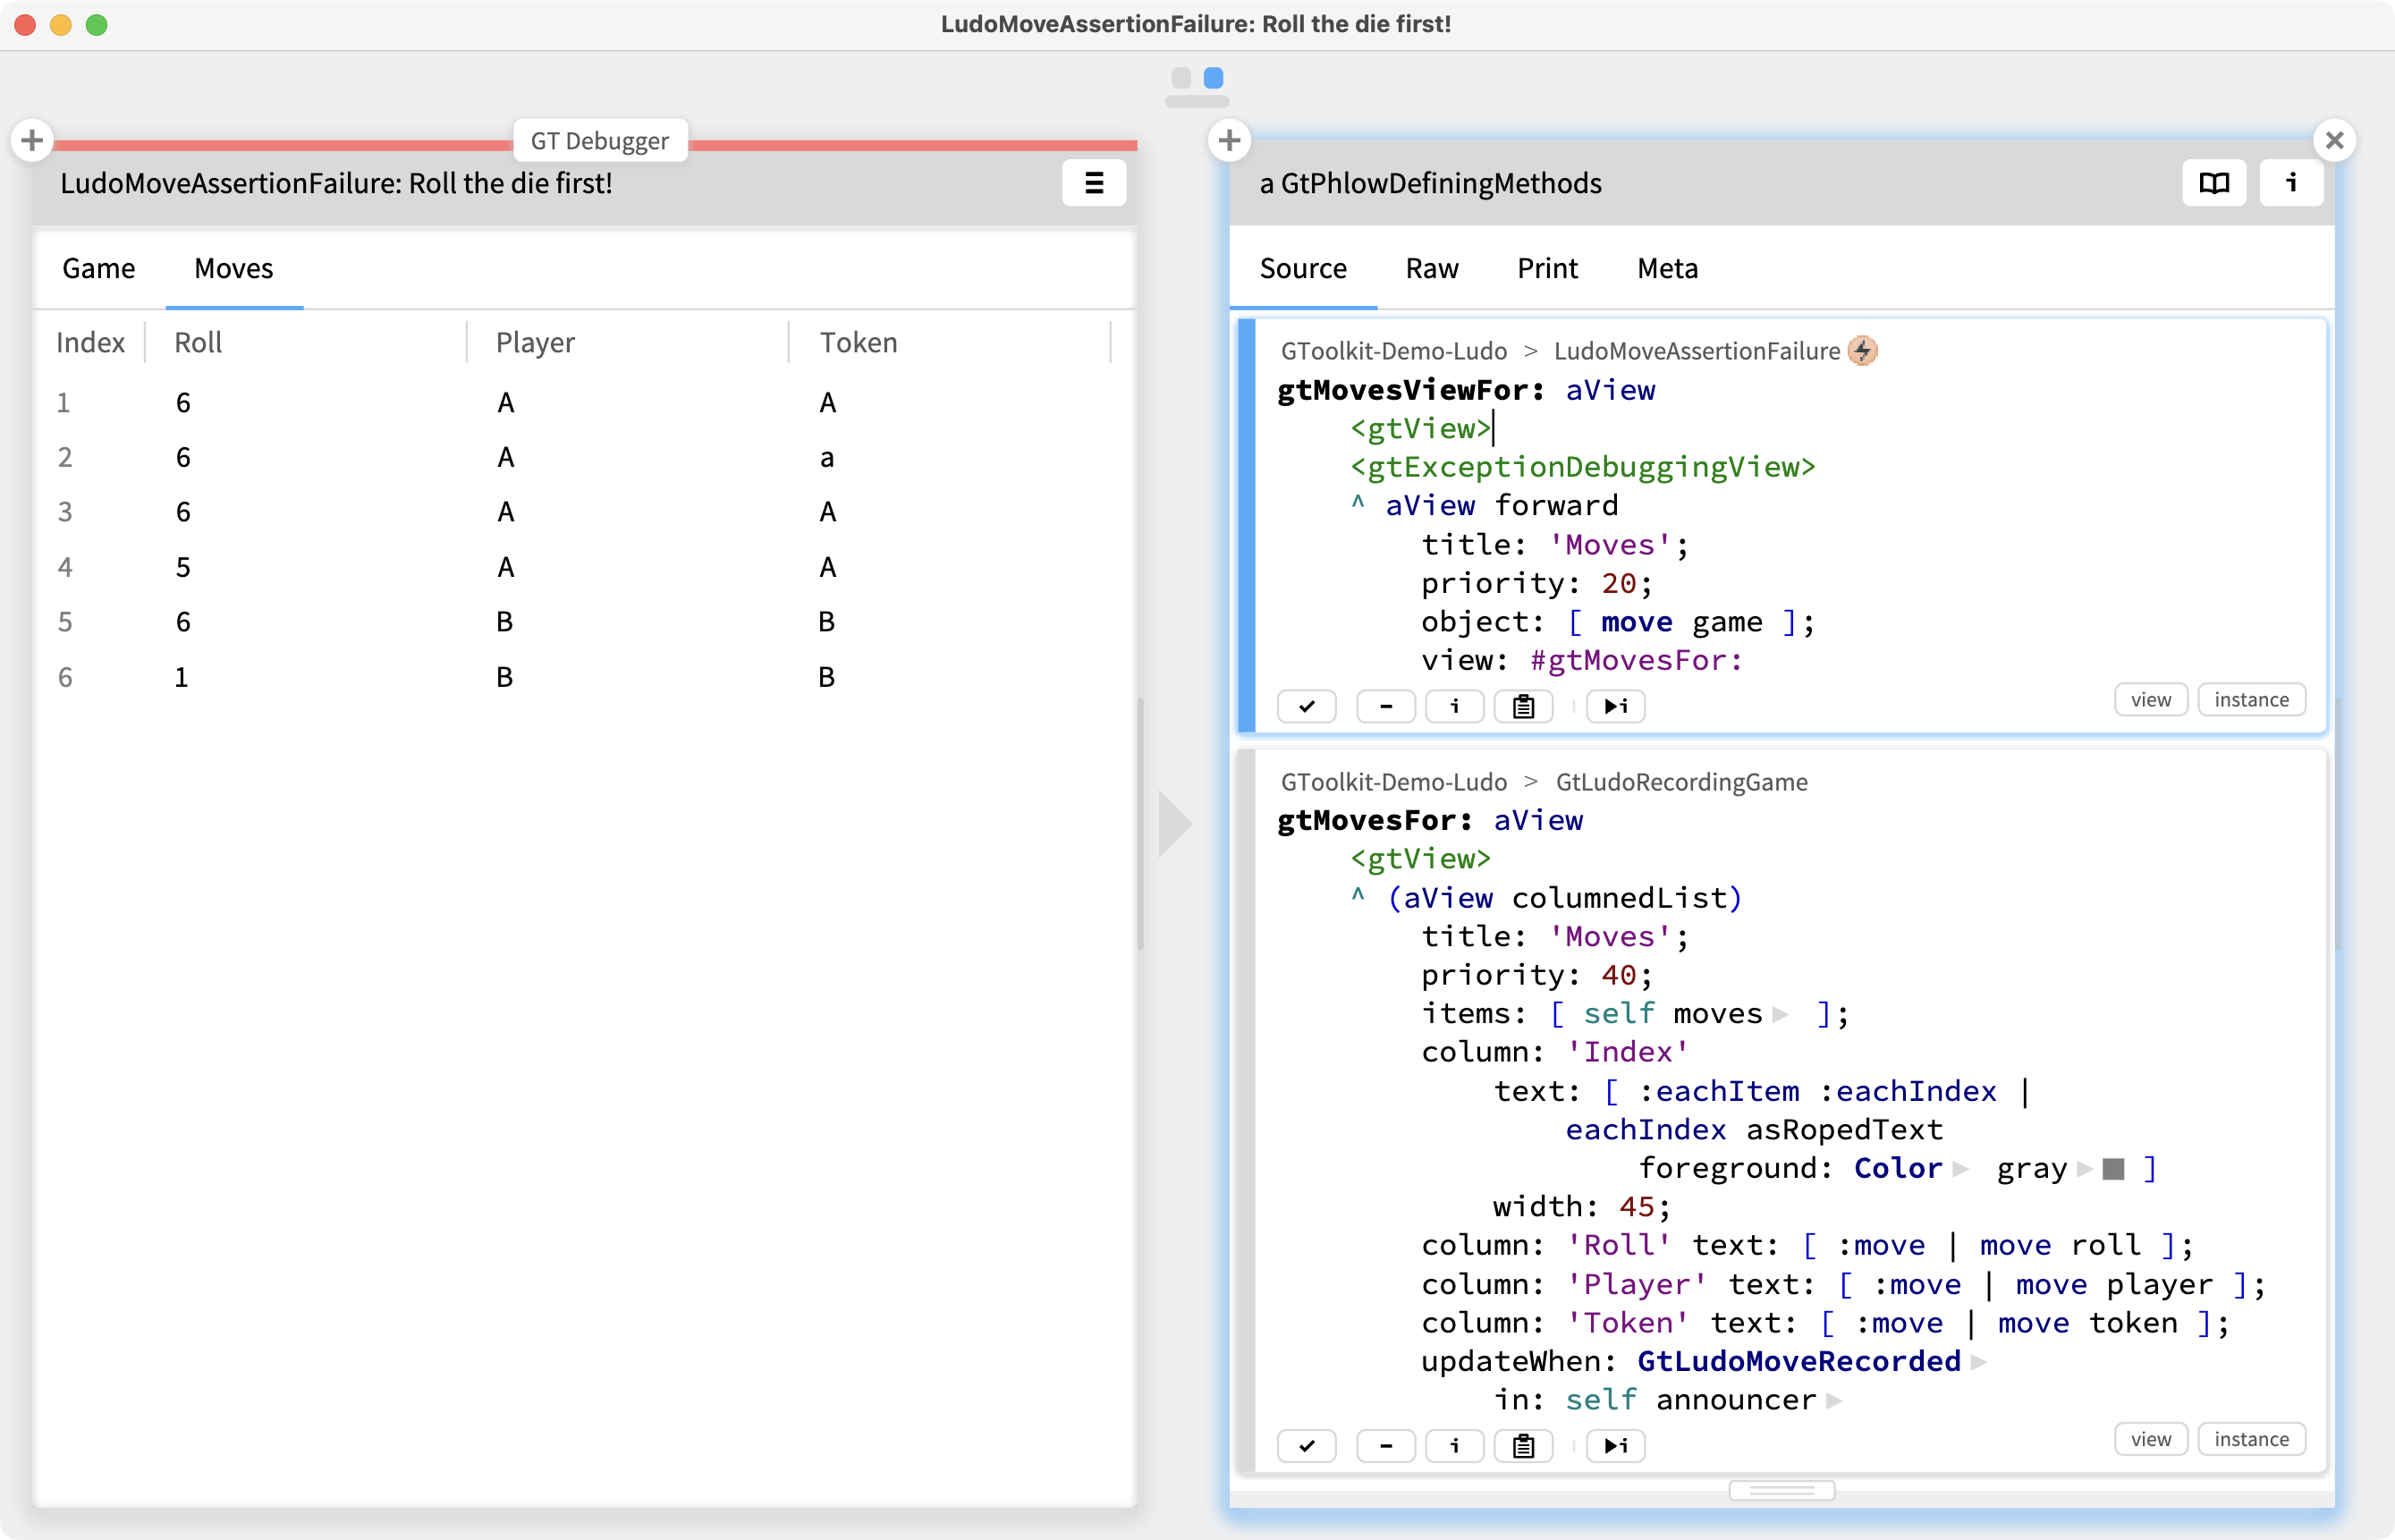 LudoMoveAssertionFailure: Roll the die first!
GT Debugger
LudoMoveAssertionFailure: Roll the die first!
Game Moves
Index Roll Player Token
1 6 A A
2 6 A a
3 6 A A
4 5 A A
5 6 B B
6 1 B B
a GtPhlowDefiningMethods
i
Source Raw Print Meta
GToolkit-Demo-Ludo > LudoMoveAssertionFailure
gtMovesViewFor: aView
<gtView>
<gtExceptionDebuggingView>
^ aView forward
title: 'Moves';
priority: 20;
object: [ move game ];
view: #gtMovesFor:
i i view instance
GToolkit-Demo-Ludo > GtLudoRecordingGame
gtMovesFor: aView
<gtView>
^ (aView columnedList)
title: 'Moves';
priority: 40;
items: [ self moves ];
column: 'Index'
text: [ :eachItem :eachIndex |
eachIndex asRopedText
foreground: Color gray ]
width: 45;
column: 'Roll' text: [ :move | move roll ];
column: 'Player' text: [ :move | move player ];
column: 'Token' text: [ :move | move token ];
updateWhen: GtLudoMoveRecorded
in: self announcer
i i view instance